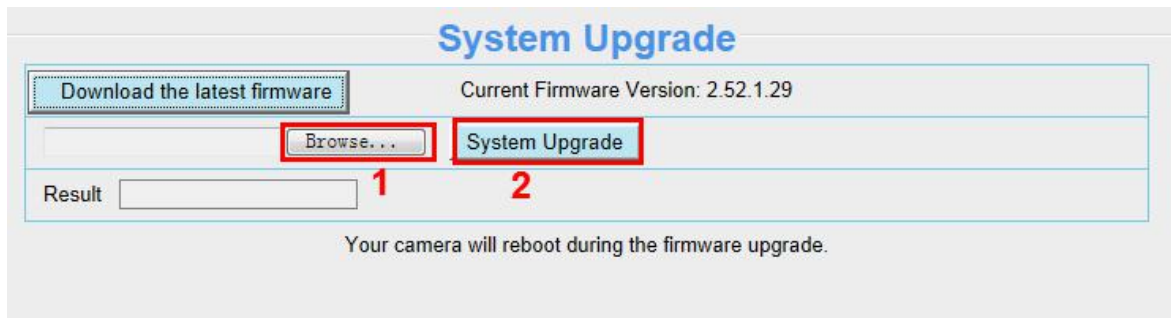 System Upgrade
Download the latest firmware Current Firmware Version: 2.52.1.29
Browse... System Upgrade
1 2
Result
Your camera will reboot during the firmware upgrade.